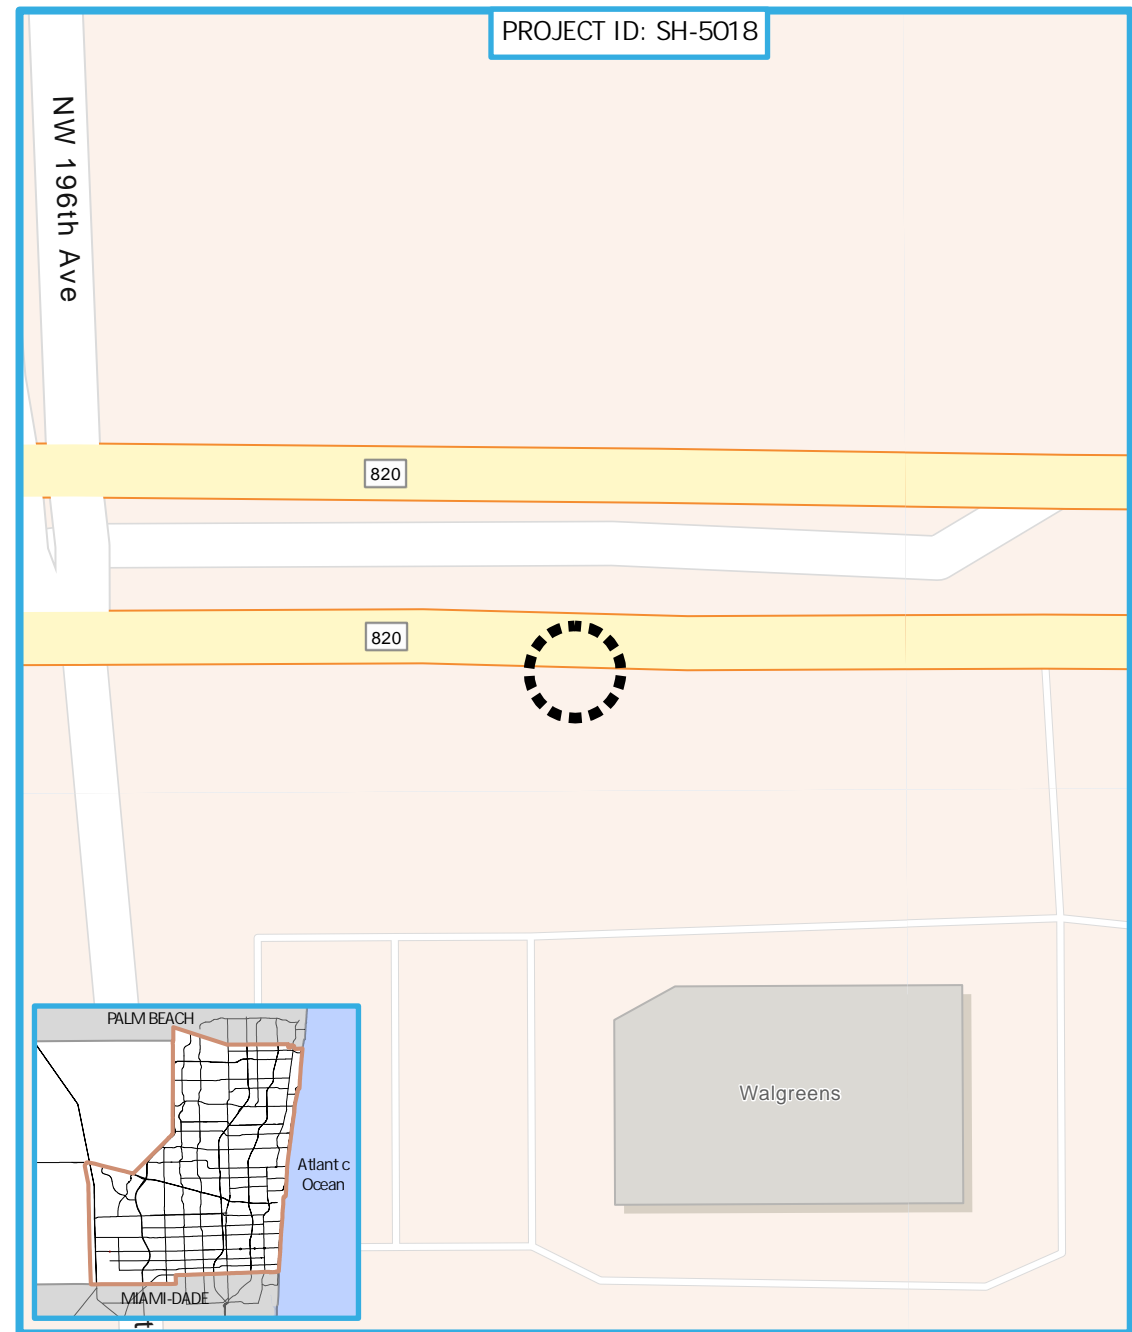 PROJECT ID: SH-5018
NW 196th Ave
820
820
Walgreens
PALM BEACH
Atlant c
Ocean
MIAMI-DADE
t